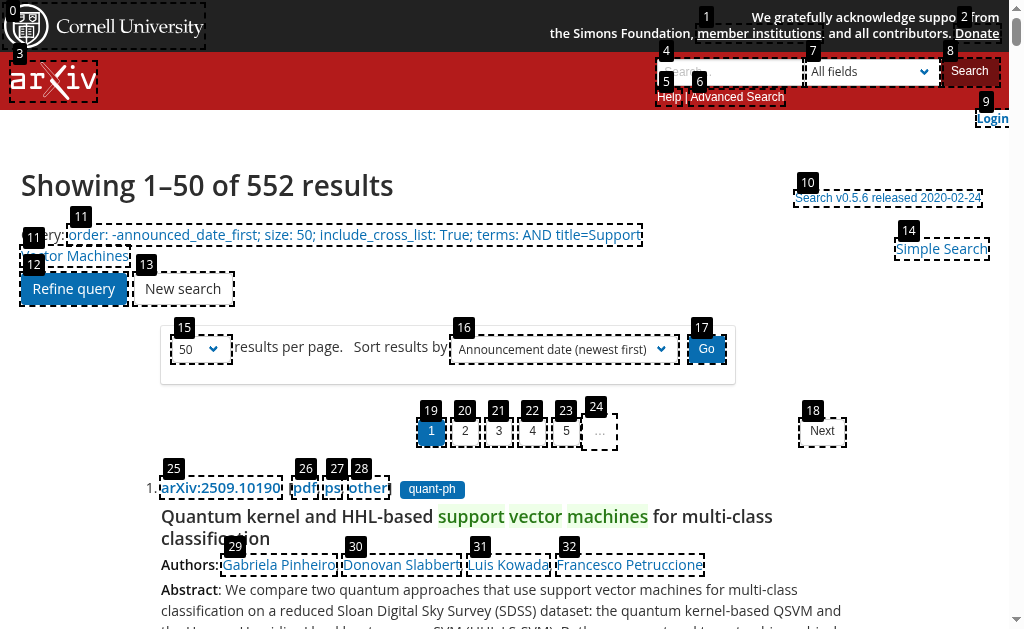 0
Cornell University
1
2
We gratefully acknowledge support from
the Simons Foundation, member institutions, and all contributors. Donate
3
arXiv
4
7
8
Search...
All fields
Search
5
6
Help | Advanced Search
9
Login
Showing 1–50 of 552 results
10
Search v0.5.6 released 2020-02-24
11
Query: order: -announced_date_first; size: 50; include_cross_list: True; terms: AND title=Support
11
Vector Machines
14
Simple Search
12
13
Refine query
New search
15
16
17
50
results per page.
Sort results by
Announcement date (newest first)
Go
19
20
21
22
23
24
18
1
2
3
4
5
…
Next
25
26
27
28
1. arXiv:2509.10190 [pdf, ps, other] quant-ph
Quantum kernel and HHL-based support vector machines for multi-class
classification
29
30
31
32
Authors: Gabriela Pinheiro, Donovan Slabbert, Luis Kowada, Francesco Petruccione
Abstract: We compare two quantum approaches that use support vector machines for multi-class
classification on a reduced Sloan Digital Sky Survey (SDSS) dataset: the quantum kernel-based QSVM and